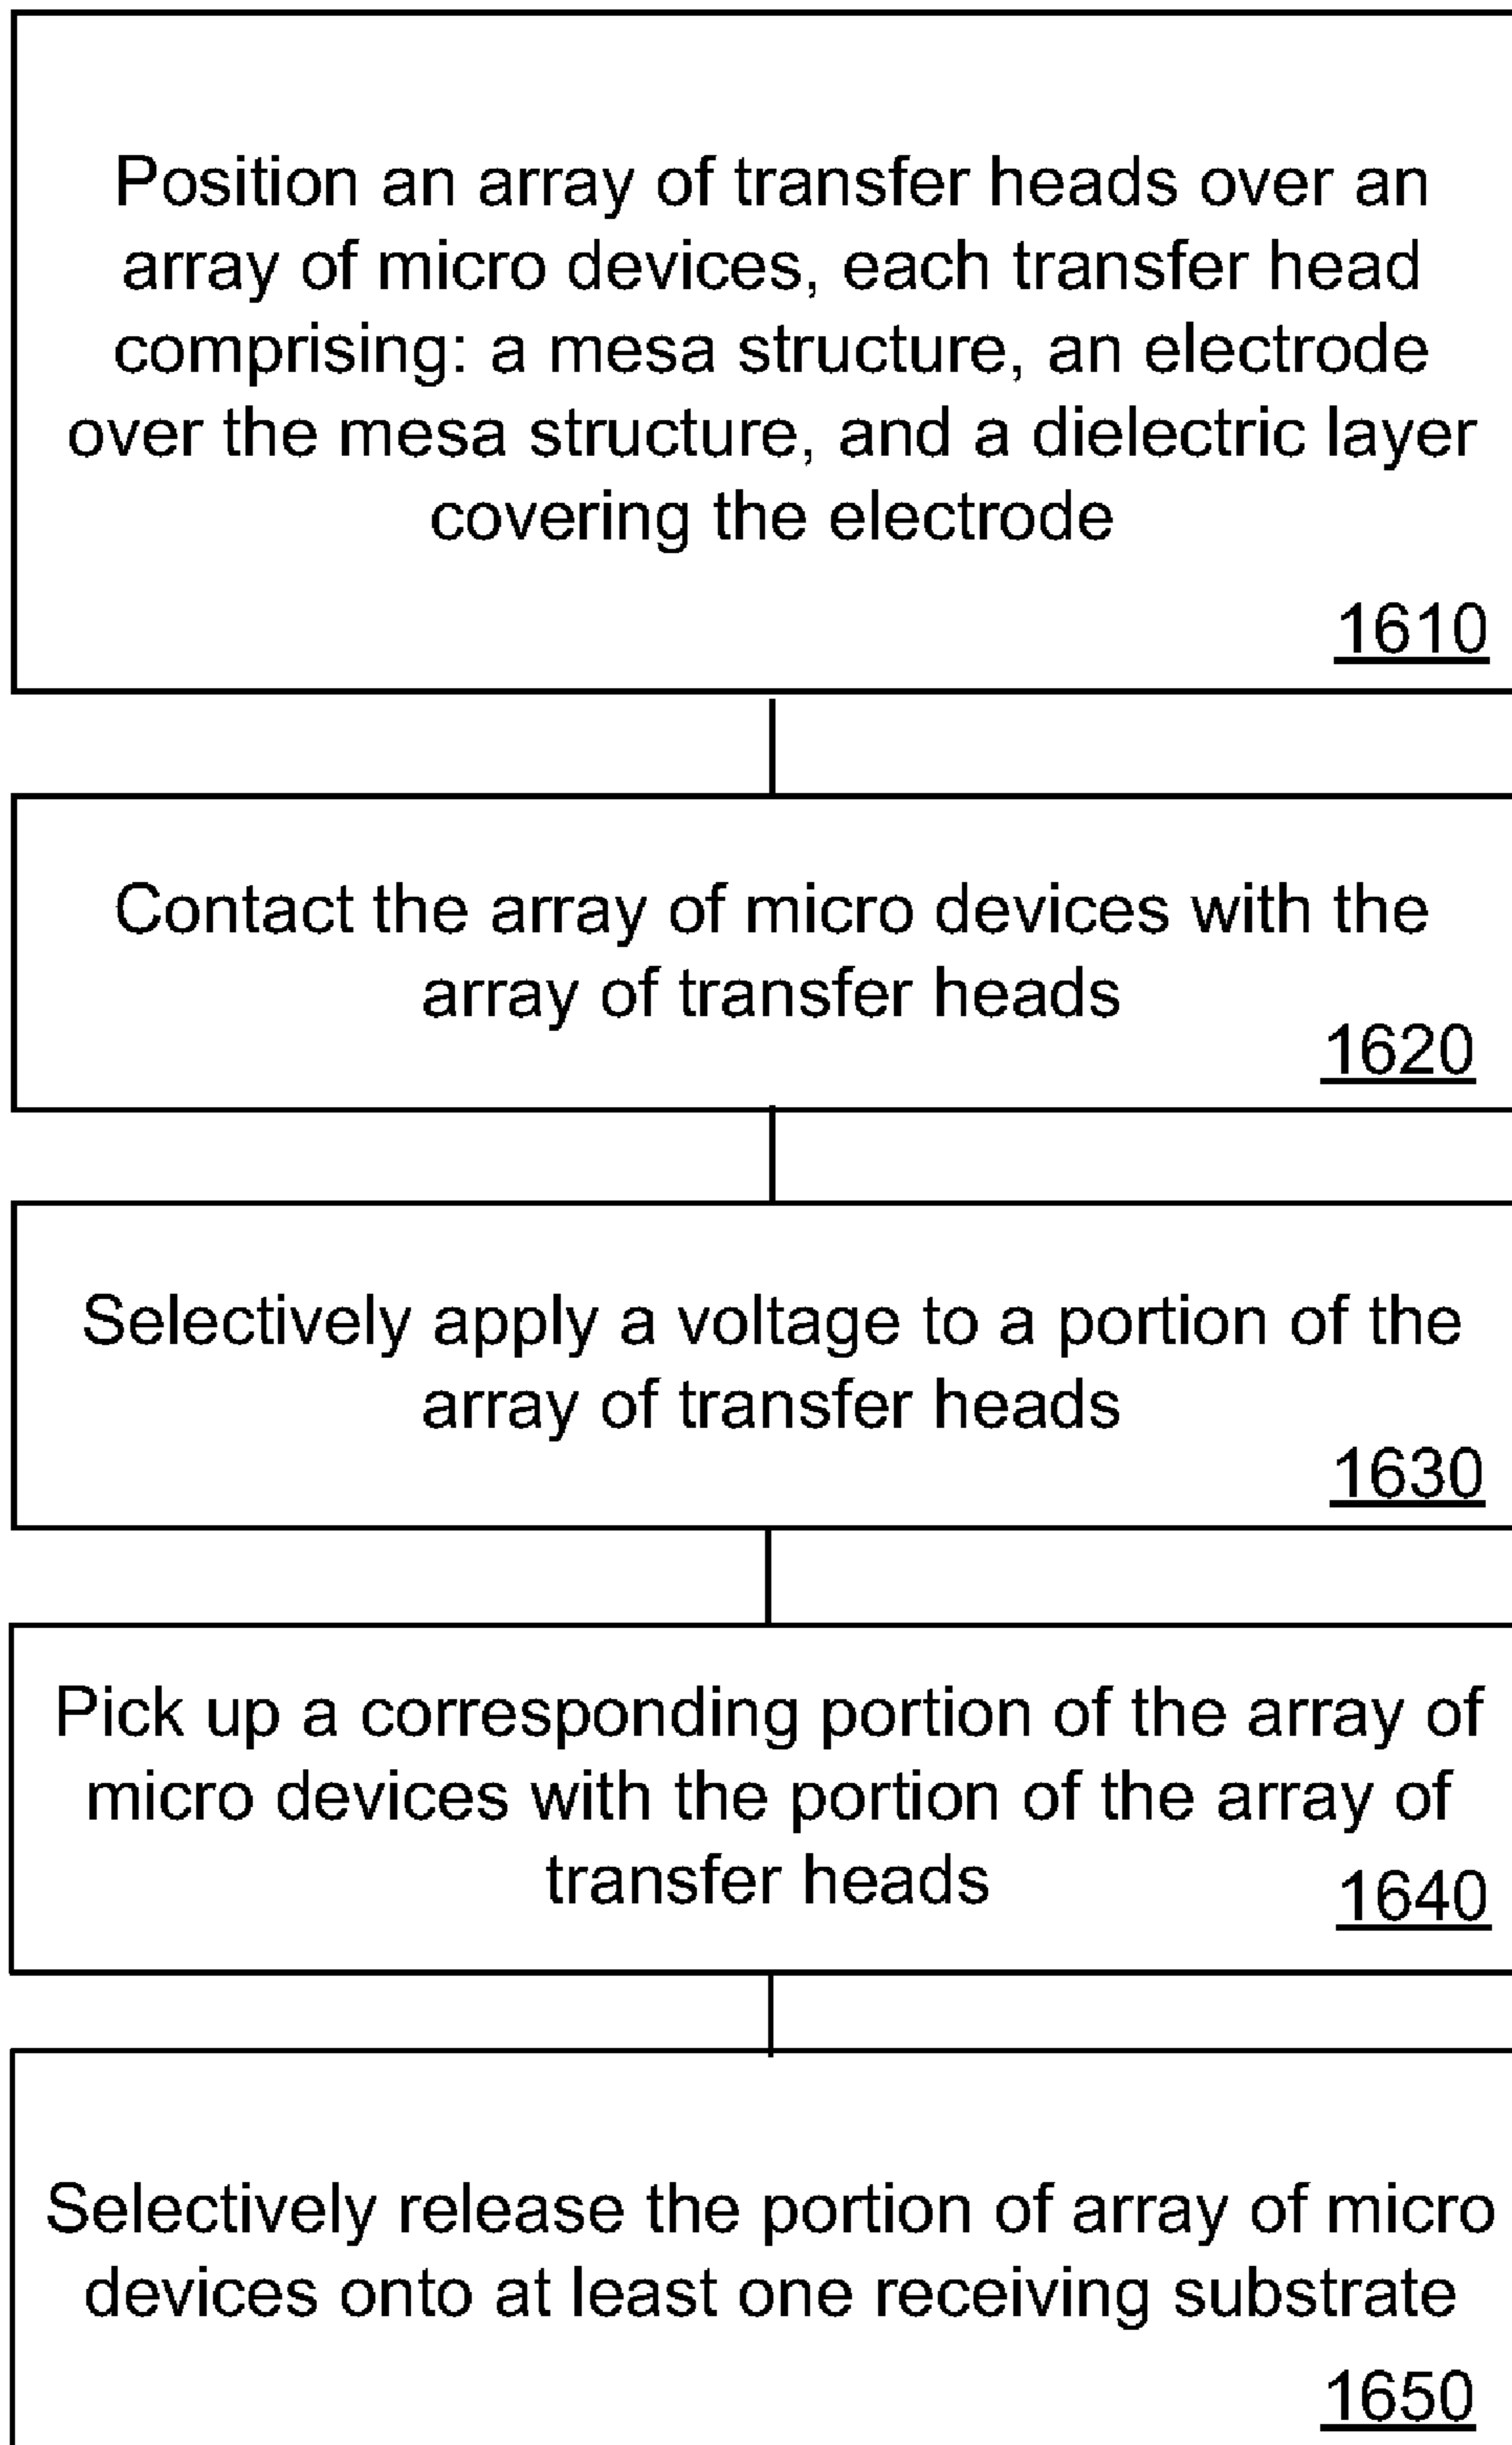 Position an array of transfer heads over an
array of micro devices, each transfer head
comprising: a mesa structure, an electrode
over the mesa structure, and a dielectric layer
covering the electrode
1610
Contact the array of micro devices with the
array of transfer heads
1620
Selectively apply a voltage to a portion of the
array of transfer heads
1630
Pick up a corresponding portion of the array of
micro devices with the portion of the array of
transfer heads
1640
Selectively release the portion of array of micro
devices onto at least one receiving substrate
1650